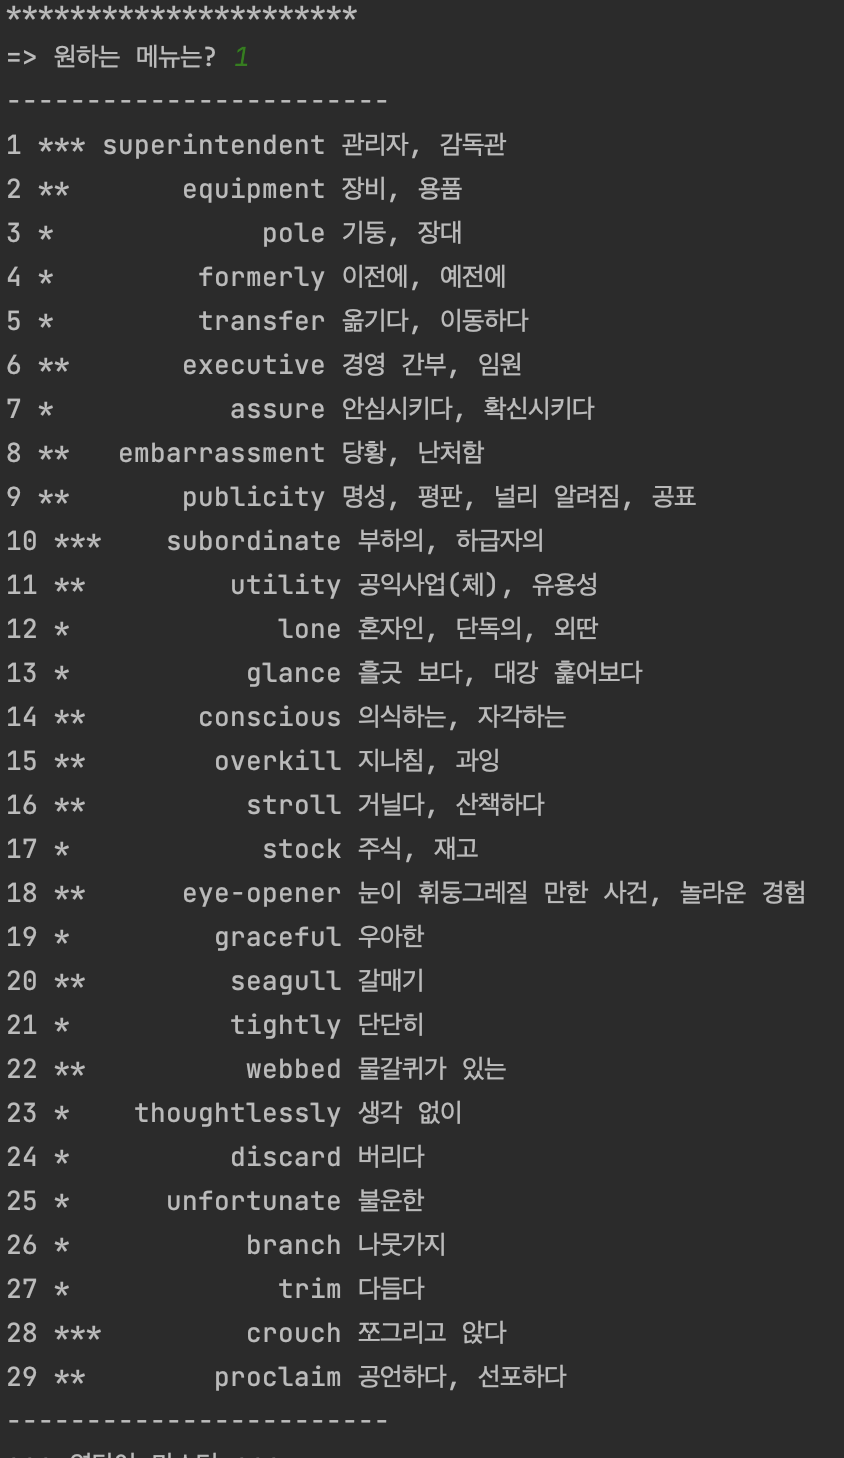 **********************
=> 원하는 메뉴는? 1
------------------------
1 *** superintendent 관리자, 감독관
2 **       equipment 장비, 용품
3 *             pole 기둥, 장대
4 *         formerly 이전에, 예전에
5 *         transfer 옮기다, 이동하다
6 **       executive 경영 간부, 임원
7 *           assure 안심시키다, 확신시키다
8 **   embarrassment 당황, 난처함
9 **       publicity 명성, 평판, 널리 알려짐, 공표
10 ***    subordinate 부하의, 하급자의
11 **         utility 공익사업(체), 유용성
12 *             lone 혼자인, 단독의, 외딴
13 *           glance 흘긋 보다, 대강 훑어보다
14 **       conscious 의식하는, 자각하는
15 **        overkill 지나침, 과잉
16 **          stroll 거닐다, 산책하다
17 *            stock 주식, 재고
18 **      eye-opener 눈이 휘둥그레질 만한 사건, 놀라운 경험
19 *         graceful 우아한
20 **         seagull 갈매기
21 *          tightly 단단히
22 **          webbed 물갈퀴가 있는
23 *    thoughtlessly 생각 없이
24 *          discard 버리다
25 *      unfortunate 불운한
26 *           branch 나뭇가지
27 *             trim 다듬다
28 ***         crouch 쪼그리고 앉다
29 **        proclaim 공언하다, 선포하다
------------------------